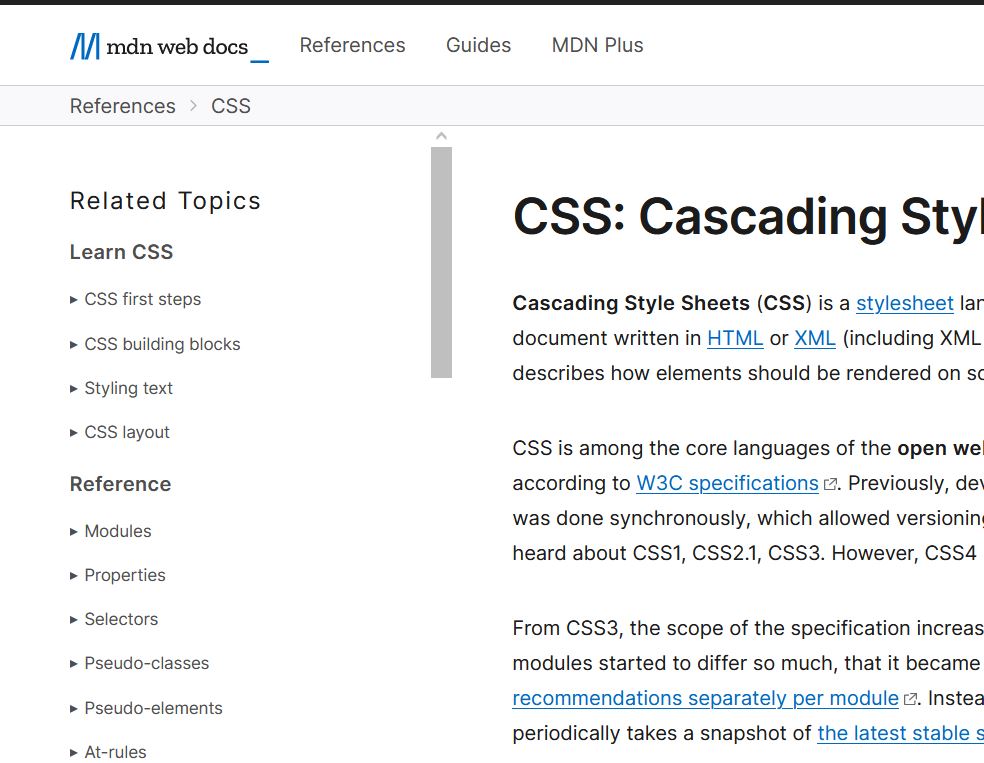 mdn web docs_
References
Guides
MDN Plus
References > CSS
Related Topics
Learn CSS
CSS first steps
CSS building blocks
Styling text
CSS layout
Reference
Modules
Properties
Selectors
Pseudo-classes
Pseudo-elements
At-rules
CSS: Cascading Styl
Cascading Style Sheets (CSS) is a stylesheet lan
document written in HTML or XML (including XML
describes how elements should be rendered on sc
CSS is among the core languages of the open we
according to W3C specifications. Previously, dev
was done synchronously, which allowed versioning
heard about CSS1, CSS2.1, CSS3. However, CSS4
From CSS3, the scope of the specification increas
modules started to differ so much, that it became
recommendations separately per module. Instea
periodically takes a snapshot of the latest stable s